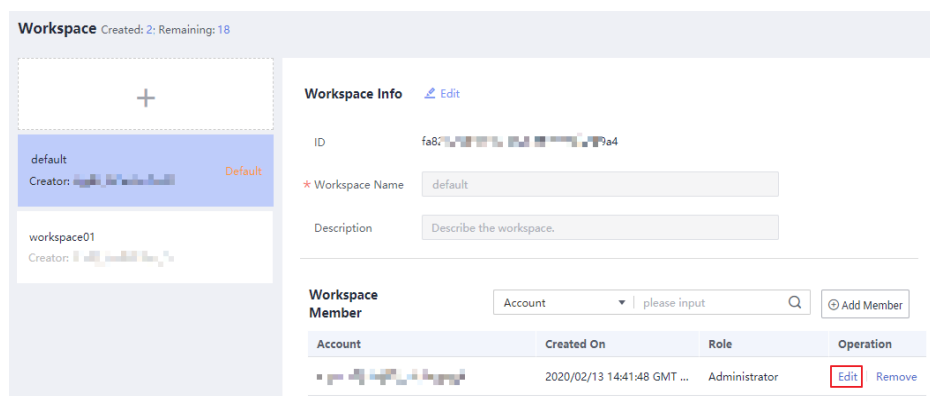 Workspace Created: 2; Remaining: 18
+
default
Creator:
Default
workspace01
Creator:
Workspace Info Edit
ID
* Workspace Name default
Description Describe the workspace.
Workspace
Member
Account please input
Add Member
Account Created On Role Operation
2020/02/13 14:41:48 GMT ... Administrator Edit Remove